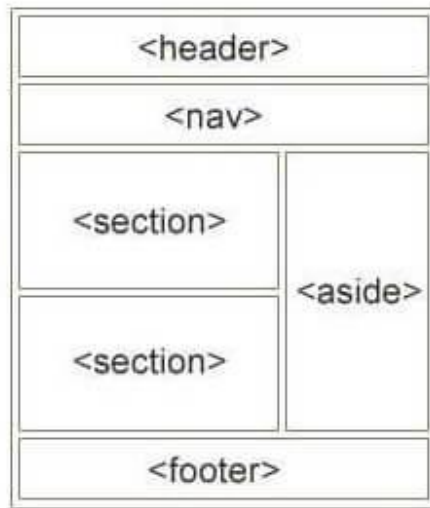 <header>
<nav>
<section>
<aside>
<section>
<footer>